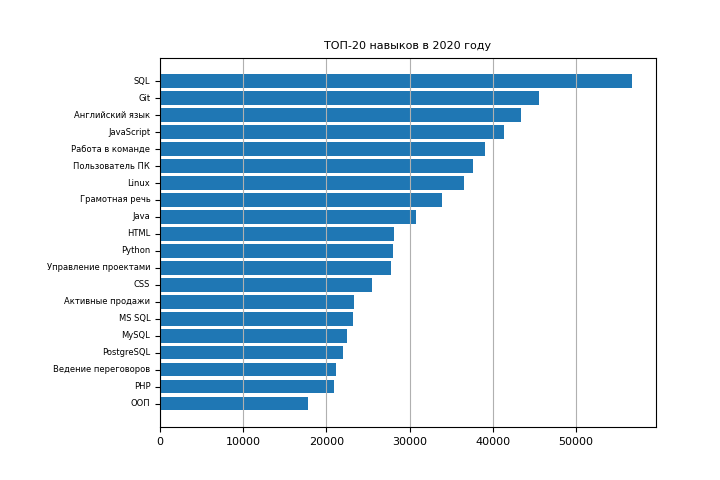 ТОП-20 навыков в 2020 году
SQL
Git
Английский язык
JavaScript
Работа в команде
Пользователь ПК
Linux
Грамотная речь
Java
HTML
Python
Управление проектами
CSS
Активные продажи
MS SQL
MySQL
PostgreSQL
Ведение переговоров
PHP
ООП
0 10000 20000 30000 40000 50000